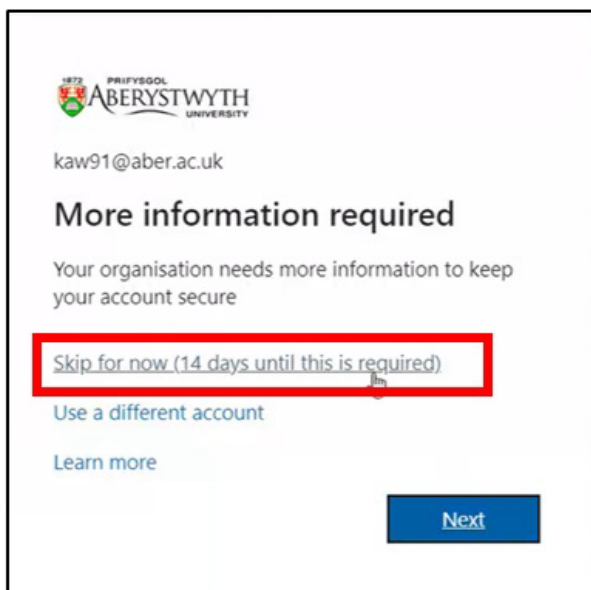 1872
PRIFYSGOL
ABERYSTWYTH
UNIVERSITY
kaw91@aber.ac.uk
More information required
Your organisation needs more information to keep
your account secure
Skip for now (14 days until this is required)
Use a different account
Learn more
Next